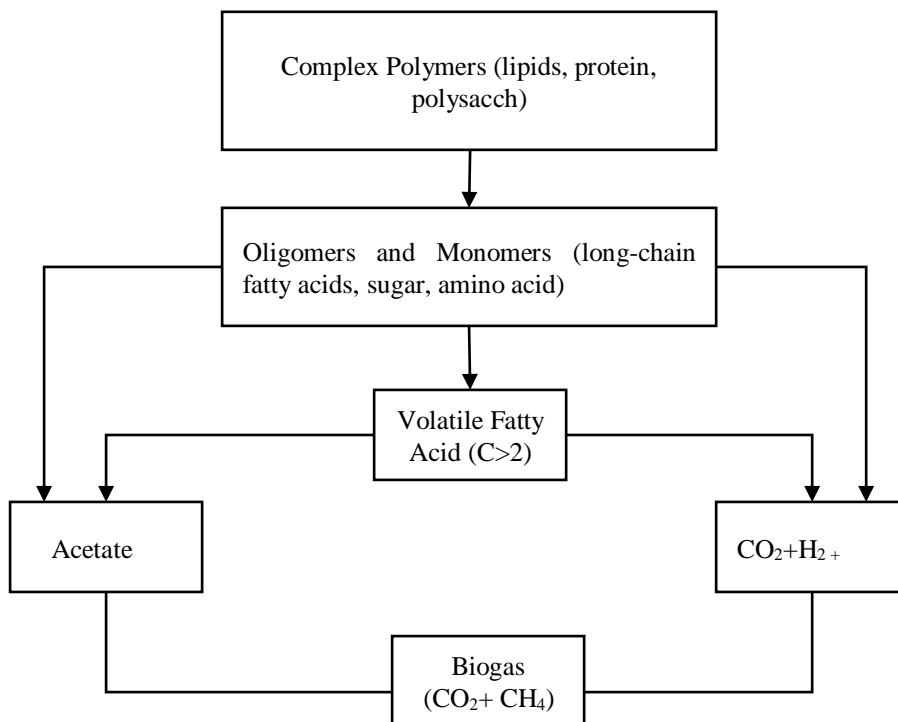 Complex Polymers (lipids, protein,
polysacch)
Oligomers and Monomers (long-chain
fatty acids, sugar, amino acid)
Volatile Fatty
Acid (C>2)
Acetate
CO₂+H₂ +
Biogas
(CO₂+ CH₄)